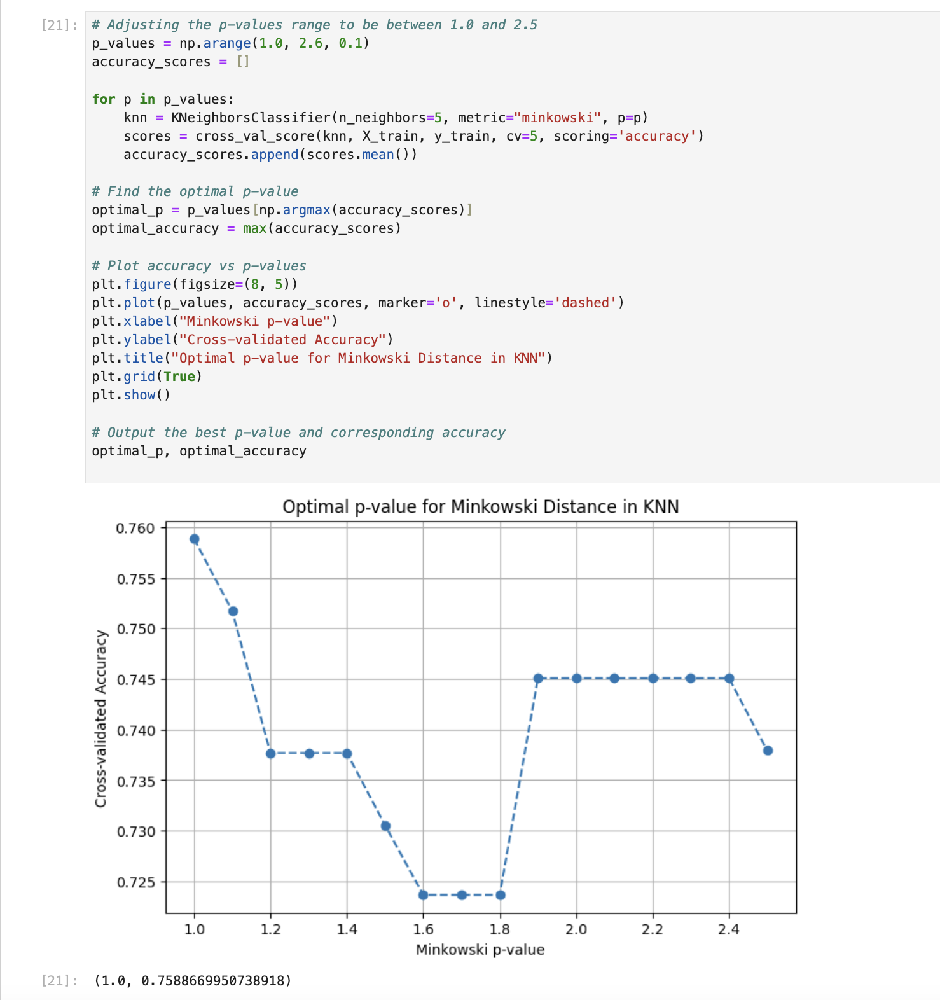 [21]:
# Adjusting the p-values range to be between 1.0 and 2.5
p_values = np.arange(1.0, 2.6, 0.1)
accuracy_scores = []
for p in p_values:
    knn = KNeighborsClassifier(n_neighbors=5, metric="minkowski", p=p)
    scores = cross_val_score(knn, X_train, y_train, cv=5, scoring='accuracy')
    accuracy_scores.append(scores.mean())
# Find the optimal p-value
optimal_p = p_values[np.argmax(accuracy_scores)]
optimal_accuracy = max(accuracy_scores)
# Plot accuracy vs p-values
plt.figure(figsize=(8, 5))
plt.plot(p_values, accuracy_scores, marker='o', linestyle='dashed')
plt.xlabel("Minkowski p-value")
plt.ylabel("Cross-validated Accuracy")
plt.title("Optimal p-value for Minkowski Distance in KNN")
plt.grid(True)
plt.show()
# Output the best p-value and corresponding accuracy
optimal_p, optimal_accuracy
Optimal p-value for Minkowski Distance in KNN
Cross-validated Accuracy
0.760
0.755
0.750
0.745
0.740
0.735
0.730
0.725
1.0 1.2 1.4 1.6 1.8 2.0 2.2 2.4
Minkowski p-value
[21]: (1.0, 0.7588669950738918)